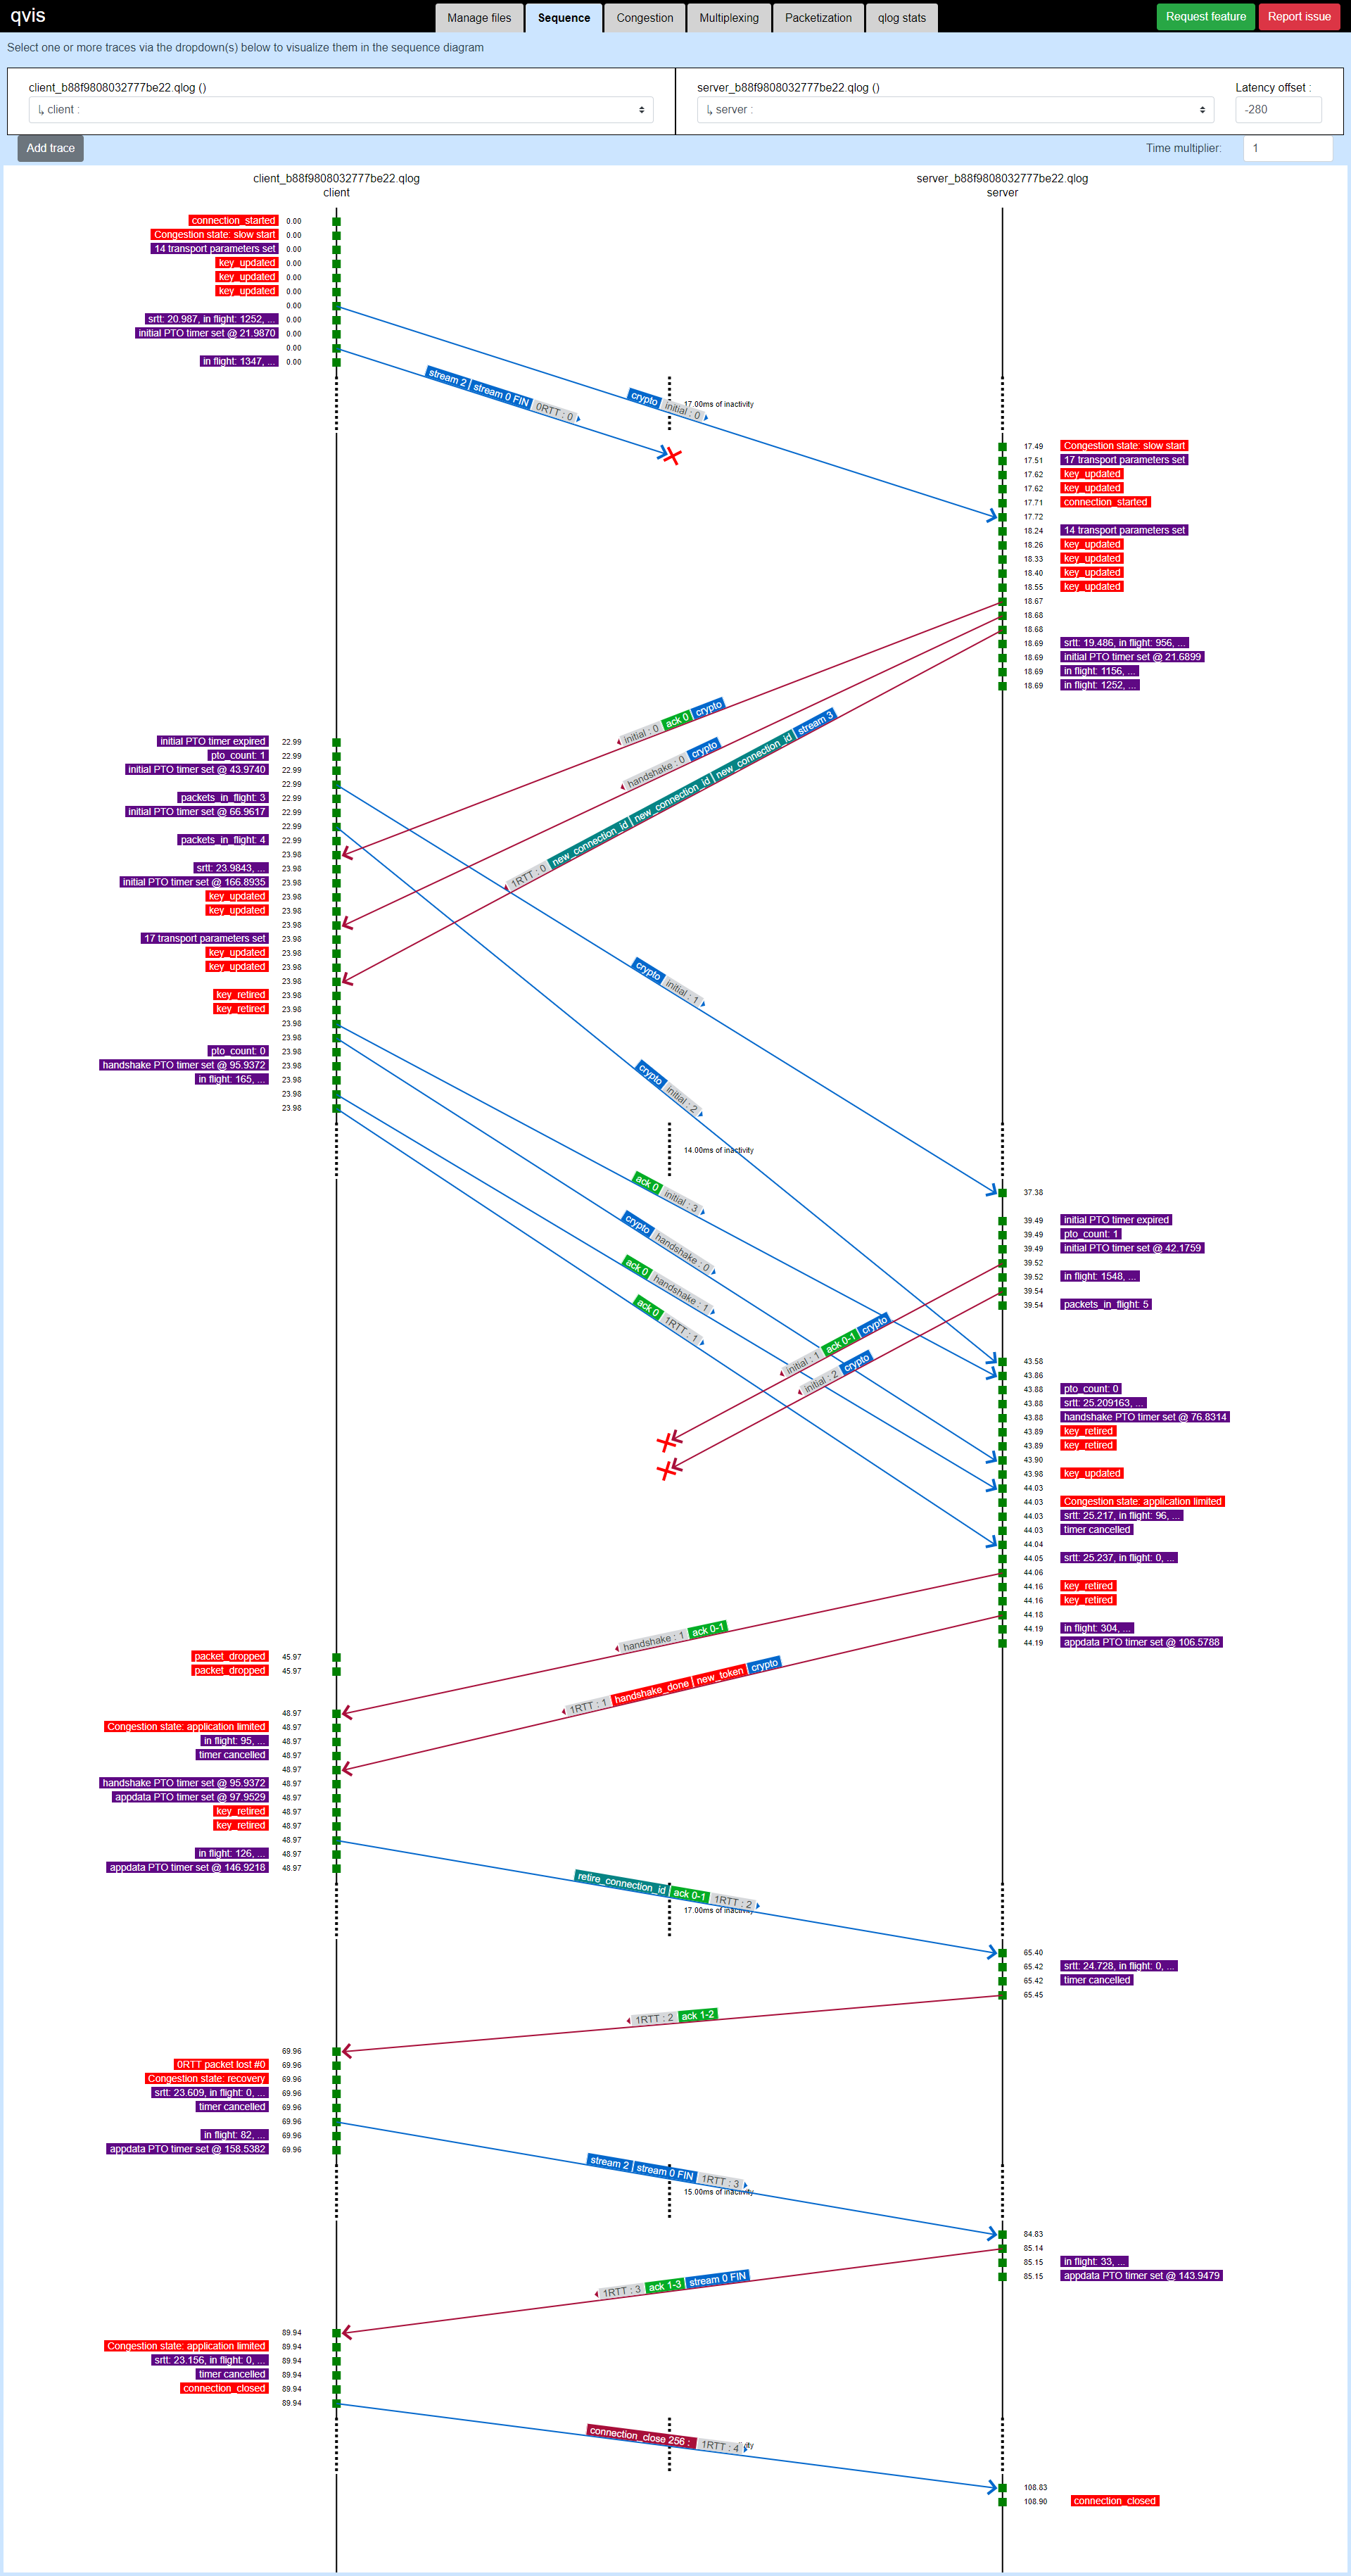 qvis
Manage files
Sequence
Congestion
Multiplexing
Packetization
qlog stats
Request feature
Report issue
Select one or more traces via the dropdown(s) below to visualize them in the sequence diagram
client_b88f9808032777be22.qlog ()
↳ client :
server_b88f9808032777be22.qlog ()
↳ server :
Latency offset :
-280
Add trace
Time multiplier:
1
client_b88f9808032777be22.qlog
client
server_b88f9808032777be22.qlog
server
connection_started 0.00
Congestion state: slow start 0.00
14 transport parameters set 0.00
key_updated 0.00
key_updated 0.00
key_updated 0.00
0.00
srtt: 20.987, in flight: 1252, ... 0.00
initial PTO timer set @ 21.9870 0.00
0.00
in flight: 1347, ... 0.00
stream 2 stream 0 FIN 0RTT : 0
crypto initial : 0
17.00ms of inactivity
17.49 Congestion state: slow start
17.51 17 transport parameters set
17.62 key_updated
17.62 key_updated
17.71 connection_started
17.72
18.24 14 transport parameters set
18.26 key_updated
18.33 key_updated
18.40 key_updated
18.55 key_updated
18.67
18.68
18.68
18.69 srtt: 19.486, in flight: 956, ...
18.69 initial PTO timer set @ 21.6899
18.69 in flight: 1156, ...
18.69 in flight: 1252, ...
initial : 0 ack 0 crypto
handshake : 0 crypto
1RTT : 0 new_connection_id new_connection_id new_connection_id stream 3
initial PTO timer expired 22.99
pto_count: 1 22.99
initial PTO timer set @ 43.9740 22.99
22.99
packets_in_flight: 3 22.99
initial PTO timer set @ 66.9617 22.99
22.99
packets_in_flight: 4 22.99
23.98
srtt: 23.9843, ... 23.98
initial PTO timer set @ 166.8935 23.98
key_updated 23.98
key_updated 23.98
23.98
17 transport parameters set 23.98
key_updated 23.98
key_updated 23.98
23.98
key_retired 23.98
key_retired 23.98
23.98
23.98
pto_count: 0 23.98
handshake PTO timer set @ 95.9372 23.98
in flight: 165, ... 23.98
23.98
23.98
crypto initial : 1
crypto initial : 2
14.00ms of inactivity
ack 0 initial : 3
crypto handshake : 0
ack 0 handshake : 1
ack 0 1RTT : 1
37.38
39.49 initial PTO timer expired
39.49 pto_count: 1
39.49 initial PTO timer set @ 42.1759
39.52
39.52 in flight: 1548, ...
39.54
39.54 packets_in_flight: 5
initial : 1 ack 0-1 crypto
initial : 2 crypto
43.58
43.86
43.88 pto_count: 0
43.88 srtt: 25.209163, ...
43.88 handshake PTO timer set @ 76.8314
43.89 key_retired
43.89 key_retired
43.90
43.98 key_updated
44.03
44.03 Congestion state: application limited
44.03 srtt: 25.217, in flight: 96, ...
44.03 timer cancelled
44.04
44.05 srtt: 25.237, in flight: 0, ...
44.06
44.16 key_retired
44.16 key_retired
44.18
44.19 in flight: 304, ...
44.19 appdata PTO timer set @ 106.5788
handshake : 1 ack 0-1
1RTT : 1 handshake_done new_token crypto
packet_dropped 45.97
packet_dropped 45.97
48.97
Congestion state: application limited 48.97
in flight: 95, ... 48.97
timer cancelled 48.97
48.97
handshake PTO timer set @ 95.9372 48.97
appdata PTO timer set @ 97.9529 48.97
key_retired 48.97
key_retired 48.97
48.97
in flight: 126, ... 48.97
appdata PTO timer set @ 146.9218 48.97
retire_connection_id ack 0-1 1RTT : 2
17.00ms of inactivity
65.40
65.42 srtt: 24.728, in flight: 0, ...
65.42 timer cancelled
65.45
1RTT : 2 ack 1-2
69.96
0RTT packet lost #0 69.96
Congestion state: recovery 69.96
srtt: 23.609, in flight: 0, ... 69.96
timer cancelled 69.96
69.96
in flight: 82, ... 69.96
appdata PTO timer set @ 158.5382 69.96
stream 2 stream 0 FIN 1RTT : 3
15.00ms of inactivity
84.83
85.14
85.15 in flight: 33, ...
85.15 appdata PTO timer set @ 143.9479
1RTT : 3 ack 1-3 stream 0 FIN
89.94
Congestion state: application limited 89.94
srtt: 23.156, in flight: 0, ... 89.94
timer cancelled 89.94
connection_closed 89.94
89.94
connection_close 256 : 1RTT : 4
108.83
108.90 connection_closed